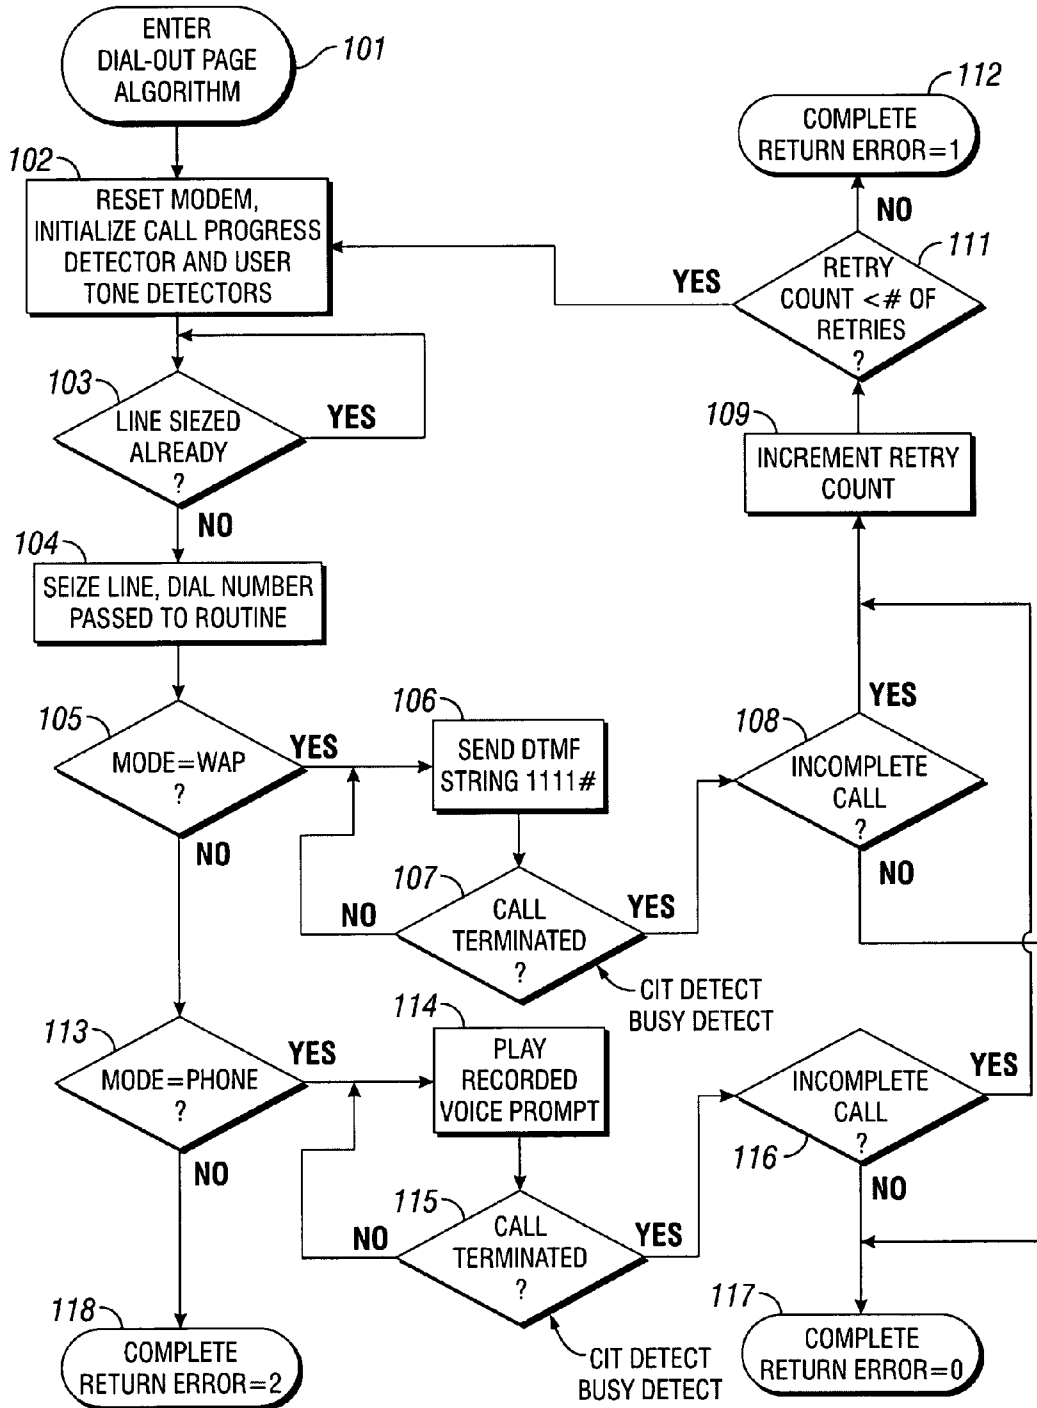 ENTER
DIAL-OUT PAGE
ALGORITHM
101
102
RESET MODEM,
INITIALIZE CALL PROGRESS
DETECTOR AND USER
TONE DETECTORS
103
LINE SIEZED
ALREADY
?
YES
NO
104
SEIZE LINE, DIAL NUMBER
PASSED TO ROUTINE
105
MODE=WAP
?
YES
NO
106
SEND DTMF
STRING 1111#
107
CALL
TERMINATED
?
NO
YES
CIT DETECT
BUSY DETECT
108
INCOMPLETE
CALL
?
YES
NO
109
INCREMENT RETRY
COUNT
111
RETRY
COUNT <# OF
RETRIES
?
YES
NO
112
COMPLETE
RETURN ERROR=1
113
MODE=PHONE
?
YES
NO
114
PLAY
RECORDED
VOICE PROMPT
115
CALL
TERMINATED
?
NO
YES
CIT DETECT
BUSY DETECT
116
INCOMPLETE
CALL
?
YES
NO
117
COMPLETE
RETURN ERROR=0
118
COMPLETE
RETURN ERROR=2